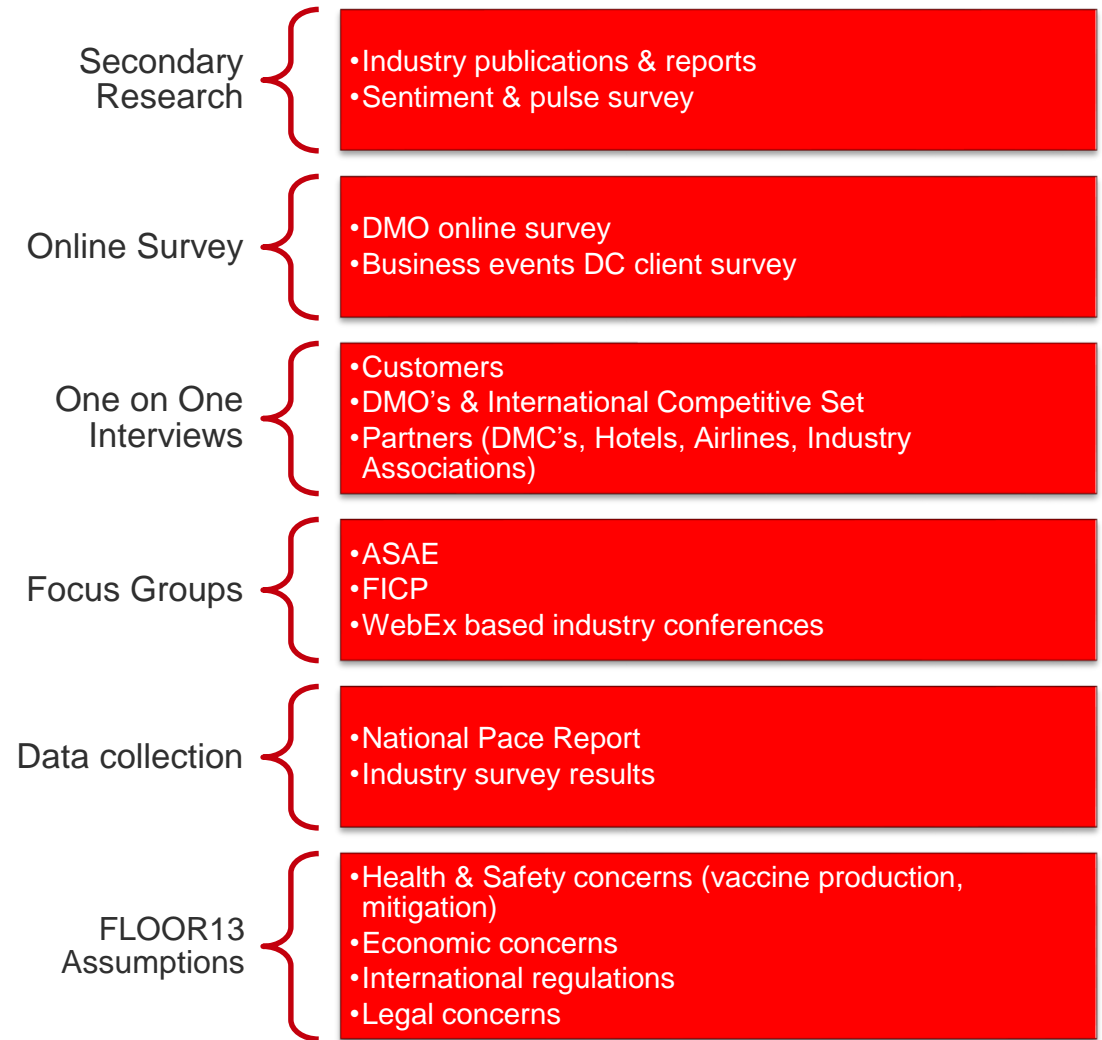 Secondary
Research
•Industry publications & reports
•Sentiment & pulse survey
Online Survey
•DMO online survey
•Business events DC client survey
One on One
Interviews
•Customers
•DMO’s & International Competitive Set
•Partners (DMC’s, Hotels, Airlines, Industry
Associations)
Focus Groups
•ASAE
•FICP
•WebEx based industry conferences
Data collection
•National Pace Report
•Industry survey results
FLOOR13
Assumptions
•Health & Safety concerns (vaccine production,
mitigation)
•Economic concerns
•International regulations
•Legal concerns